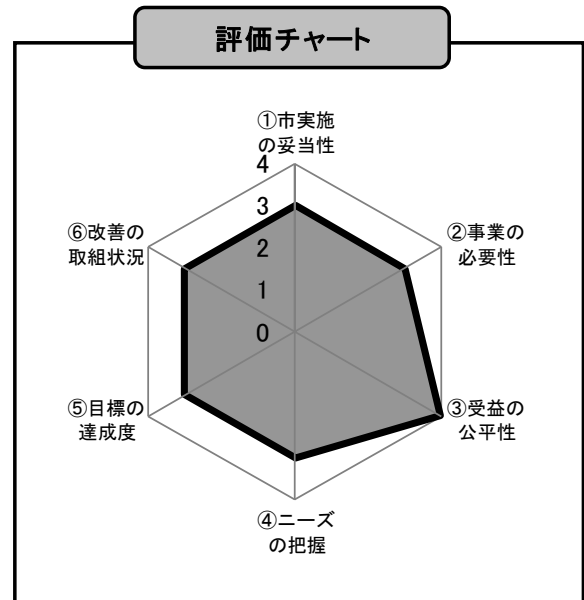 評価チャート
①市実施
の妥当性
4
3
2
1
0
②事業の
必要性
③受益の
公平性
④ニーズ
の把握
⑤目標の
達成度
⑥改善の
取組状況